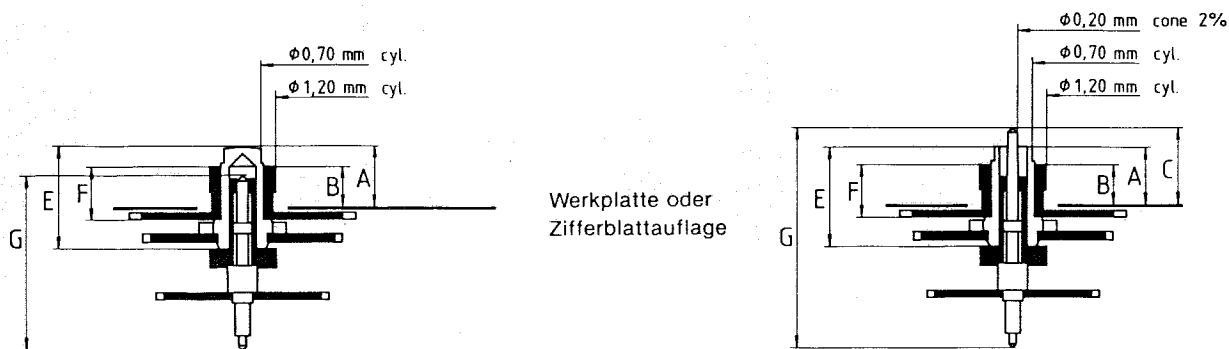 ϕ0,70 mm cyl.
ϕ1,20 mm cyl.
E
F
G
B
A
Werkplatte oder
Zifferblattauflage
ϕ0,20 mm cone 2%
ϕ0,70 mm cyl.
ϕ1,20 mm cyl.
G
E
F
B
A
C